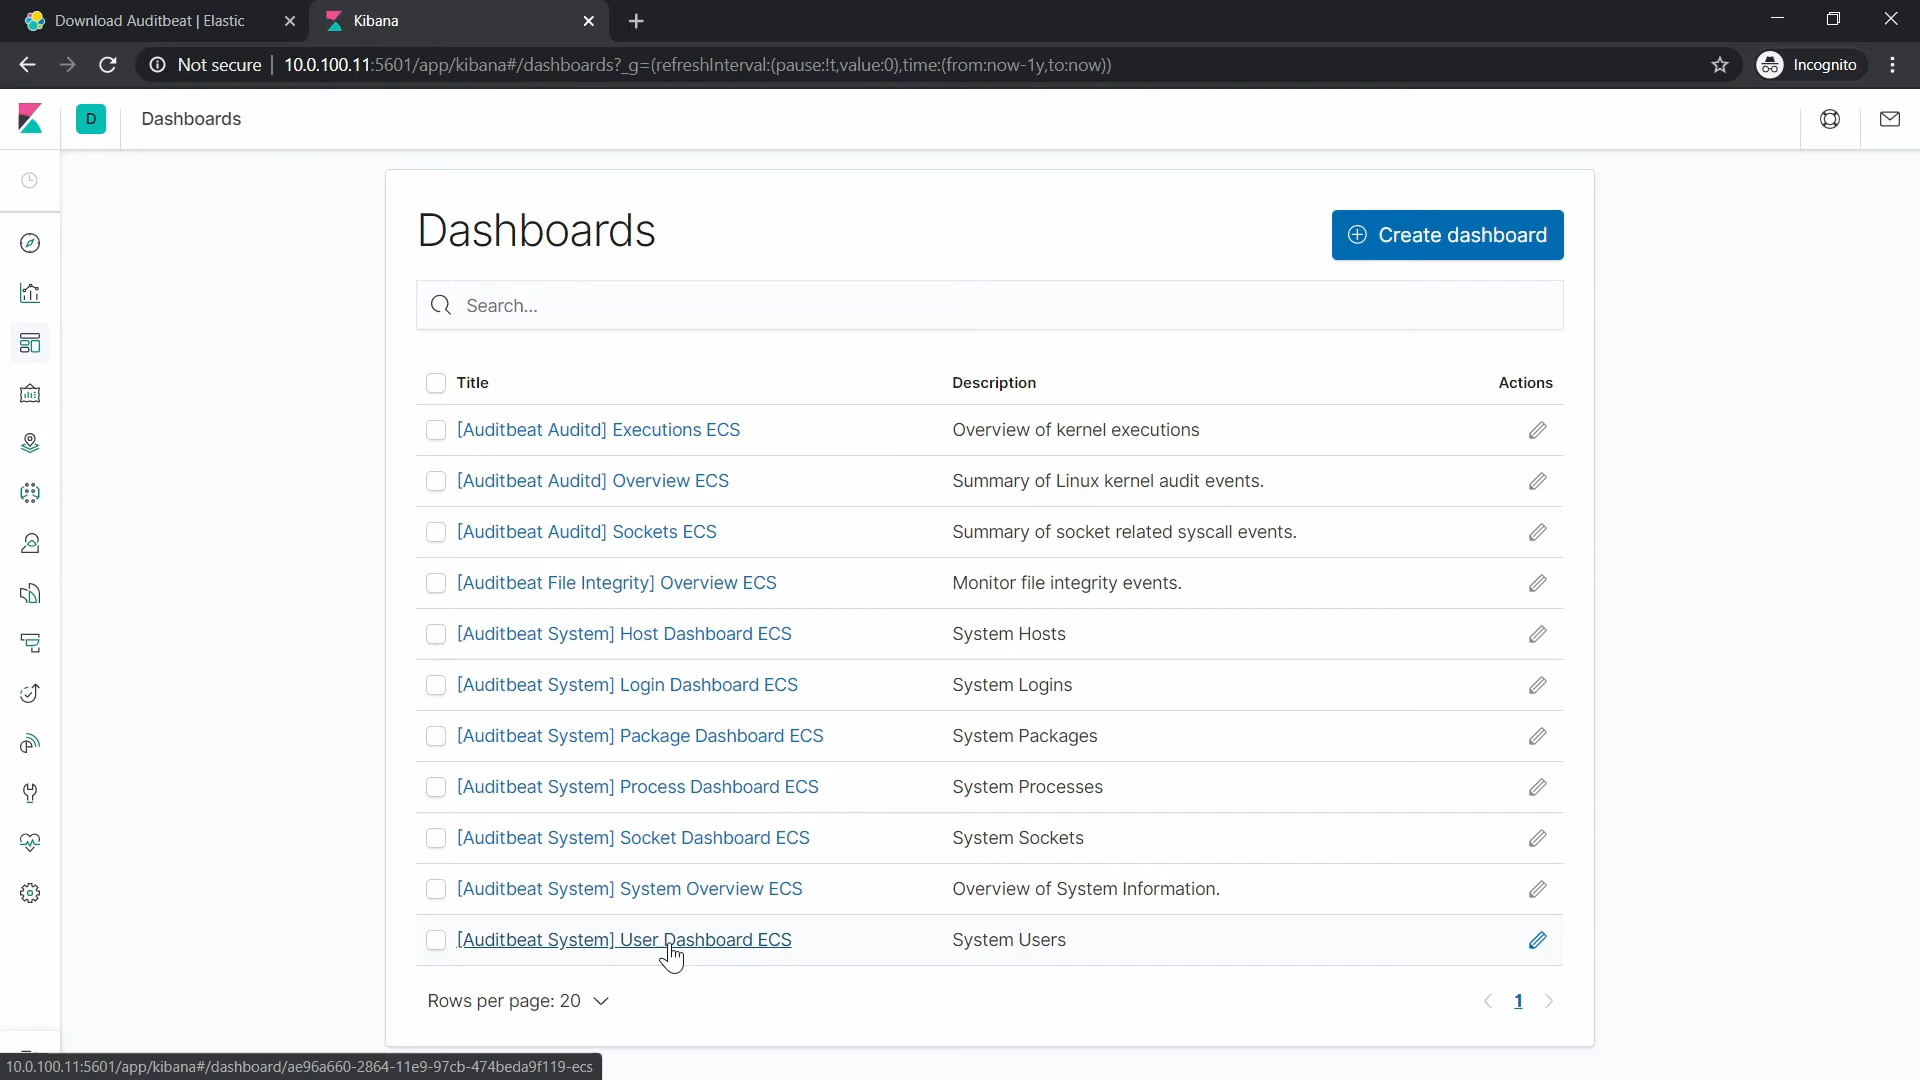 Download Auditbeat | Elastic
Kibana
Not secure
10.0.100.11:5601/app/kibana#/dashboards?_g=(refreshInterval:(pause:!t,value:0),time:(from:now-1y,to:now))
Incognito
D
Dashboards
Dashboards
Create dashboard
Search...
Title Description Actions
[Auditbeat Auditd] Executions ECS Overview of kernel executions
[Auditbeat Auditd] Overview ECS Summary of Linux kernel audit events.
[Auditbeat Auditd] Sockets ECS Summary of socket related syscall events.
[Auditbeat File Integrity] Overview ECS Monitor file integrity events.
[Auditbeat System] Host Dashboard ECS System Hosts
[Auditbeat System] Login Dashboard ECS System Logins
[Auditbeat System] Package Dashboard ECS System Packages
[Auditbeat System] Process Dashboard ECS System Processes
[Auditbeat System] Socket Dashboard ECS System Sockets
[Auditbeat System] System Overview ECS Overview of System Information.
[Auditbeat System] User Dashboard ECS System Users
Rows per page: 20 1
10.0.100.11:5601/app/kibana#/dashboard/ae96a660-2864-11e9-97cb-474beda9f119-ecs